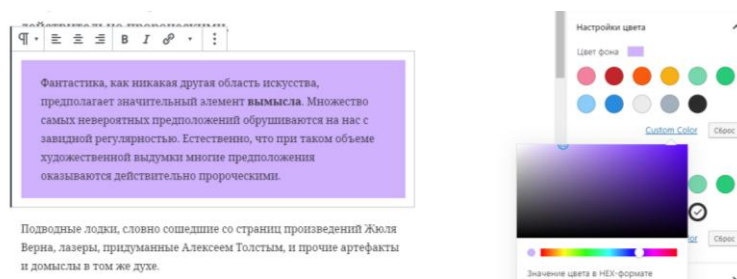 действительно пророческими.
B I
Фантастика, как никакая другая область искусства,
предполагает значительный элемент вымысла. Множество
самых невероятных предположений обрушиваются на нас с
завидной регулярностью. Естественно, что при таком объеме
художественной выдумки многие предположения
оказываются действительно пророческими.
Подводные лодки, словно сошедшие со страниц произведений Жюля
Верна, лазеры, придуманные Алексеем Толстым, и прочие артефакты
и домыслы в том же духе.
Настройки цвета
Цвет фона
Custom Color Сброс
or Сброс
Значение цвета в HEX-формате